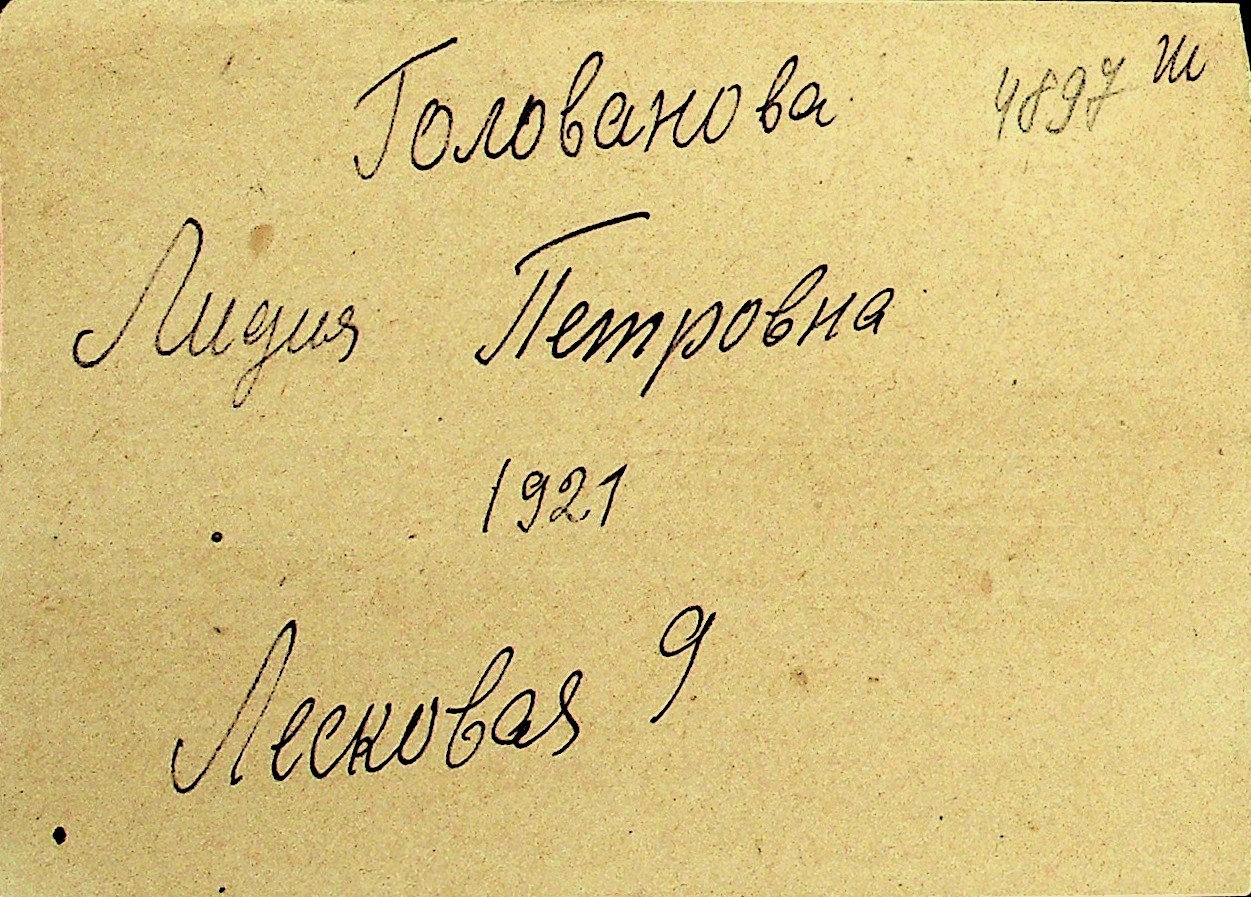 Голованова 4897 Ш
Лидия Петровна
1921
Лесковая 9